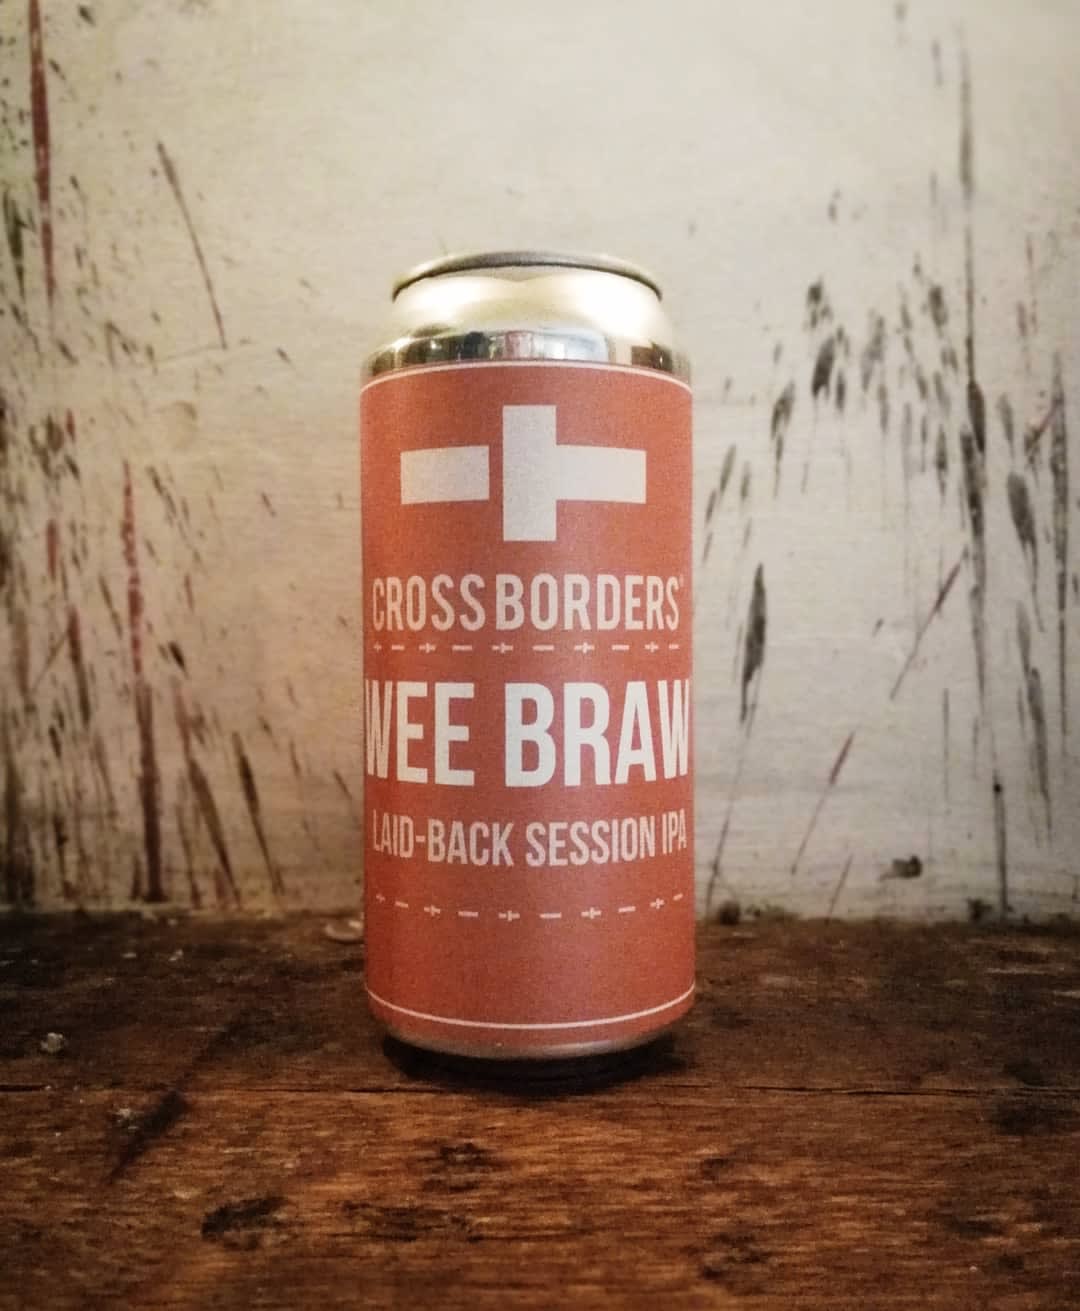 CROSS BORDERS
WEE BRAW
LAID-BACK SESSION IPA